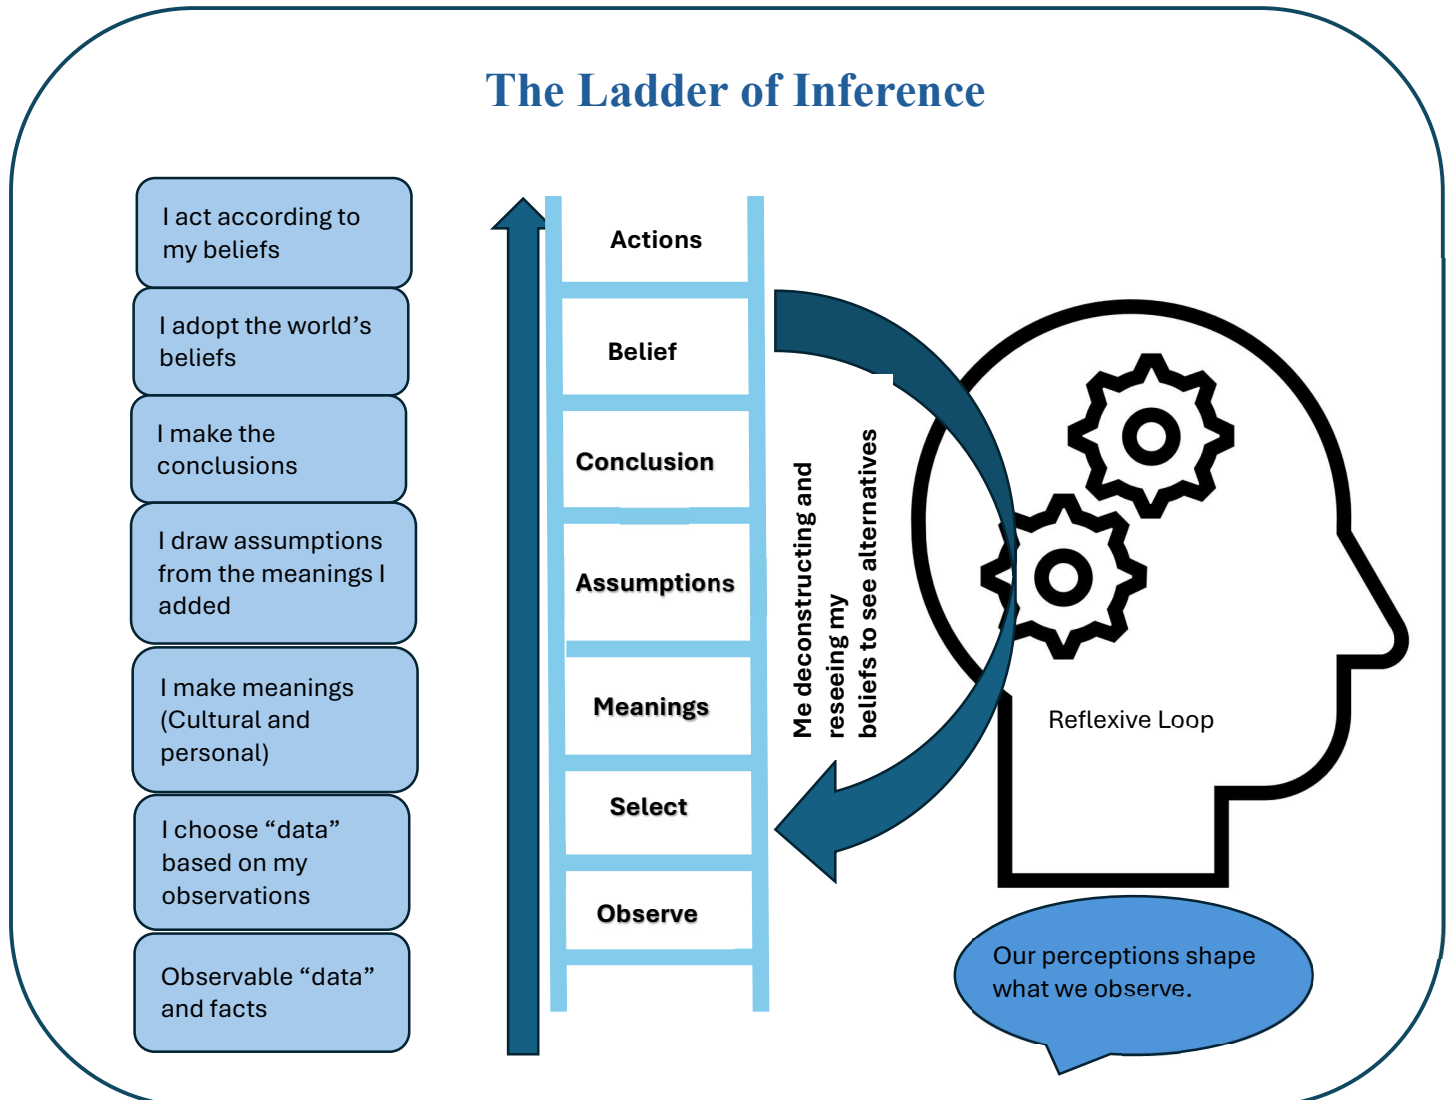 The Ladder of Inference
I act according to
my beliefs
I adopt the world’s
beliefs
I make the
conclusions
I draw assumptions
from the meanings I
added
I make meanings
(Cultural and
personal)
I choose “data”
based on my
observations
Observable “data”
and facts
Actions
Belief
Conclusion
Assumptions
Meanings
Select
Observe
Me deconstructing and
reseeing my
beliefs to see alternatives
Reflexive Loop
Our perceptions shape
what we observe.